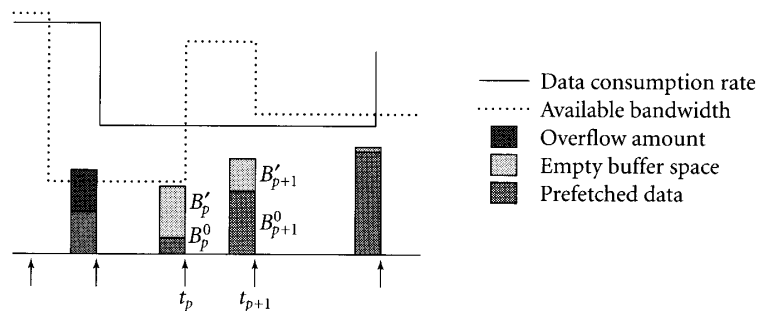 Data consumption rate
Available bandwidth
Overflow amount
Empty buffer space
Prefetched data
B′p
B0p
B′p+1
B0p+1
tp
tp+1